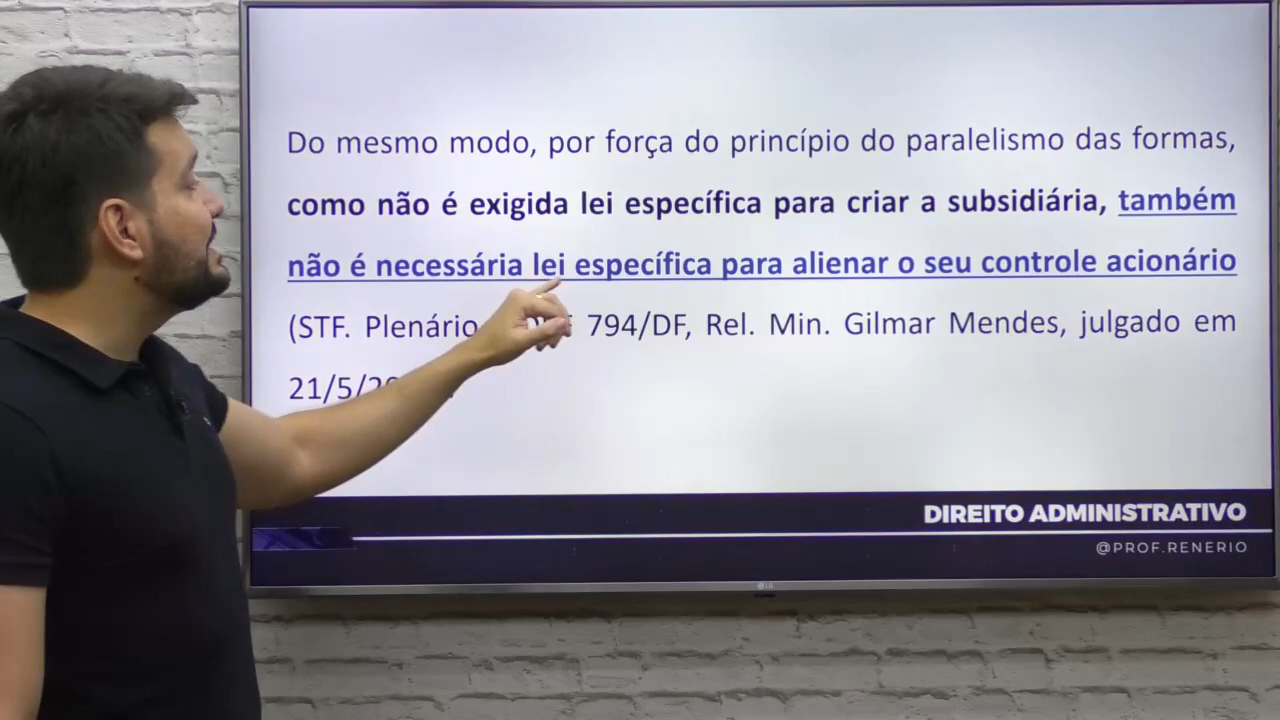 Do mesmo modo, por força do princípio do paralelismo das formas,
como não é exigida lei específica para criar a subsidiária, também
não é necessária lei específica para alienar o seu controle acionário
(STF. Plenário 794/DF, Rel. Min. Gilmar Mendes, julgado em
21/5/
DIREITO ADMINISTRATIVO
@PROF.RENERIO
LG